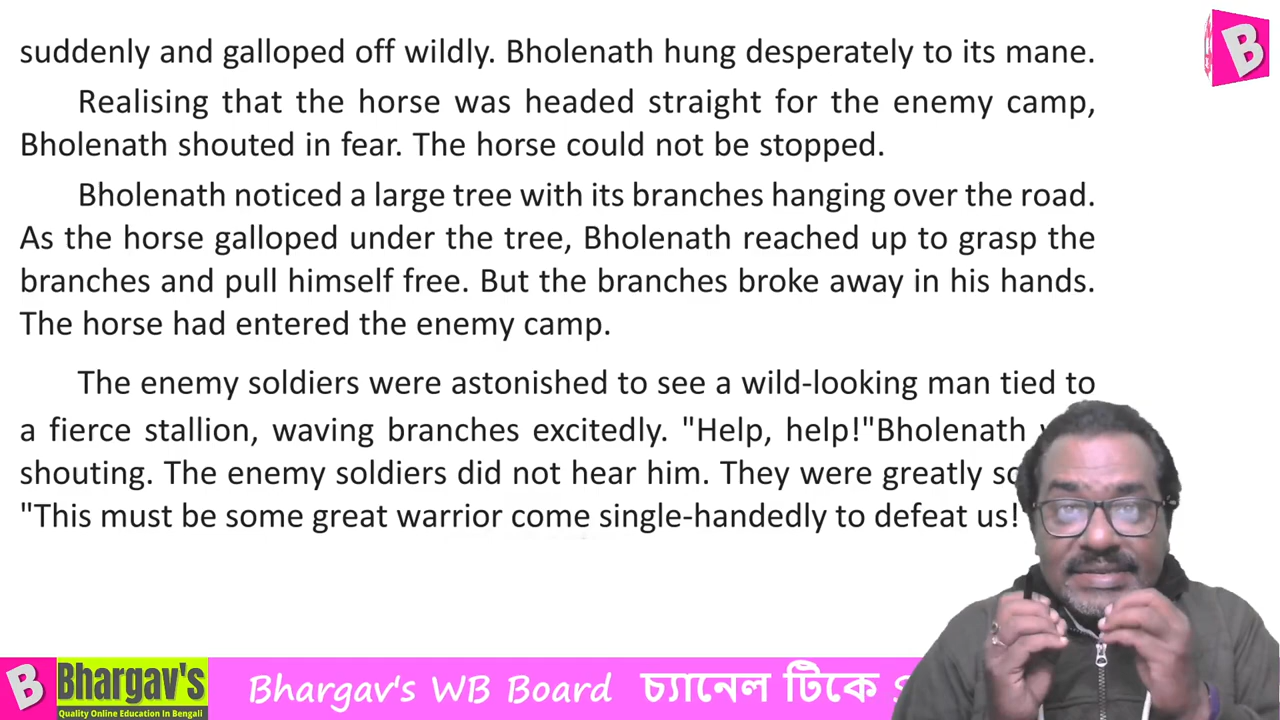 suddenly and galloped off wildly. Bholenath hung desperately to its mane.
Realising that the horse was headed straight for the enemy camp,
Bholenath shouted in fear. The horse could not be stopped.
Bholenath noticed a large tree with its branches hanging over the road.
As the horse galloped under the tree, Bholenath reached up to grasp the
branches and pull himself free. But the branches broke away in his hands.
The horse had entered the enemy camp.
The enemy soldiers were astonished to see a wild-looking man tied to
a fierce stallion, waving branches excitedly. "Help, help!"Bholenath
shouting. The enemy soldiers did not hear him. They were greatly
"This must be some great warrior come single-handedly to defeat us!
B
B
Bhargav's
Quality Online Education in Bengali
Bhargav's WB Board চ্যানেল টিকে